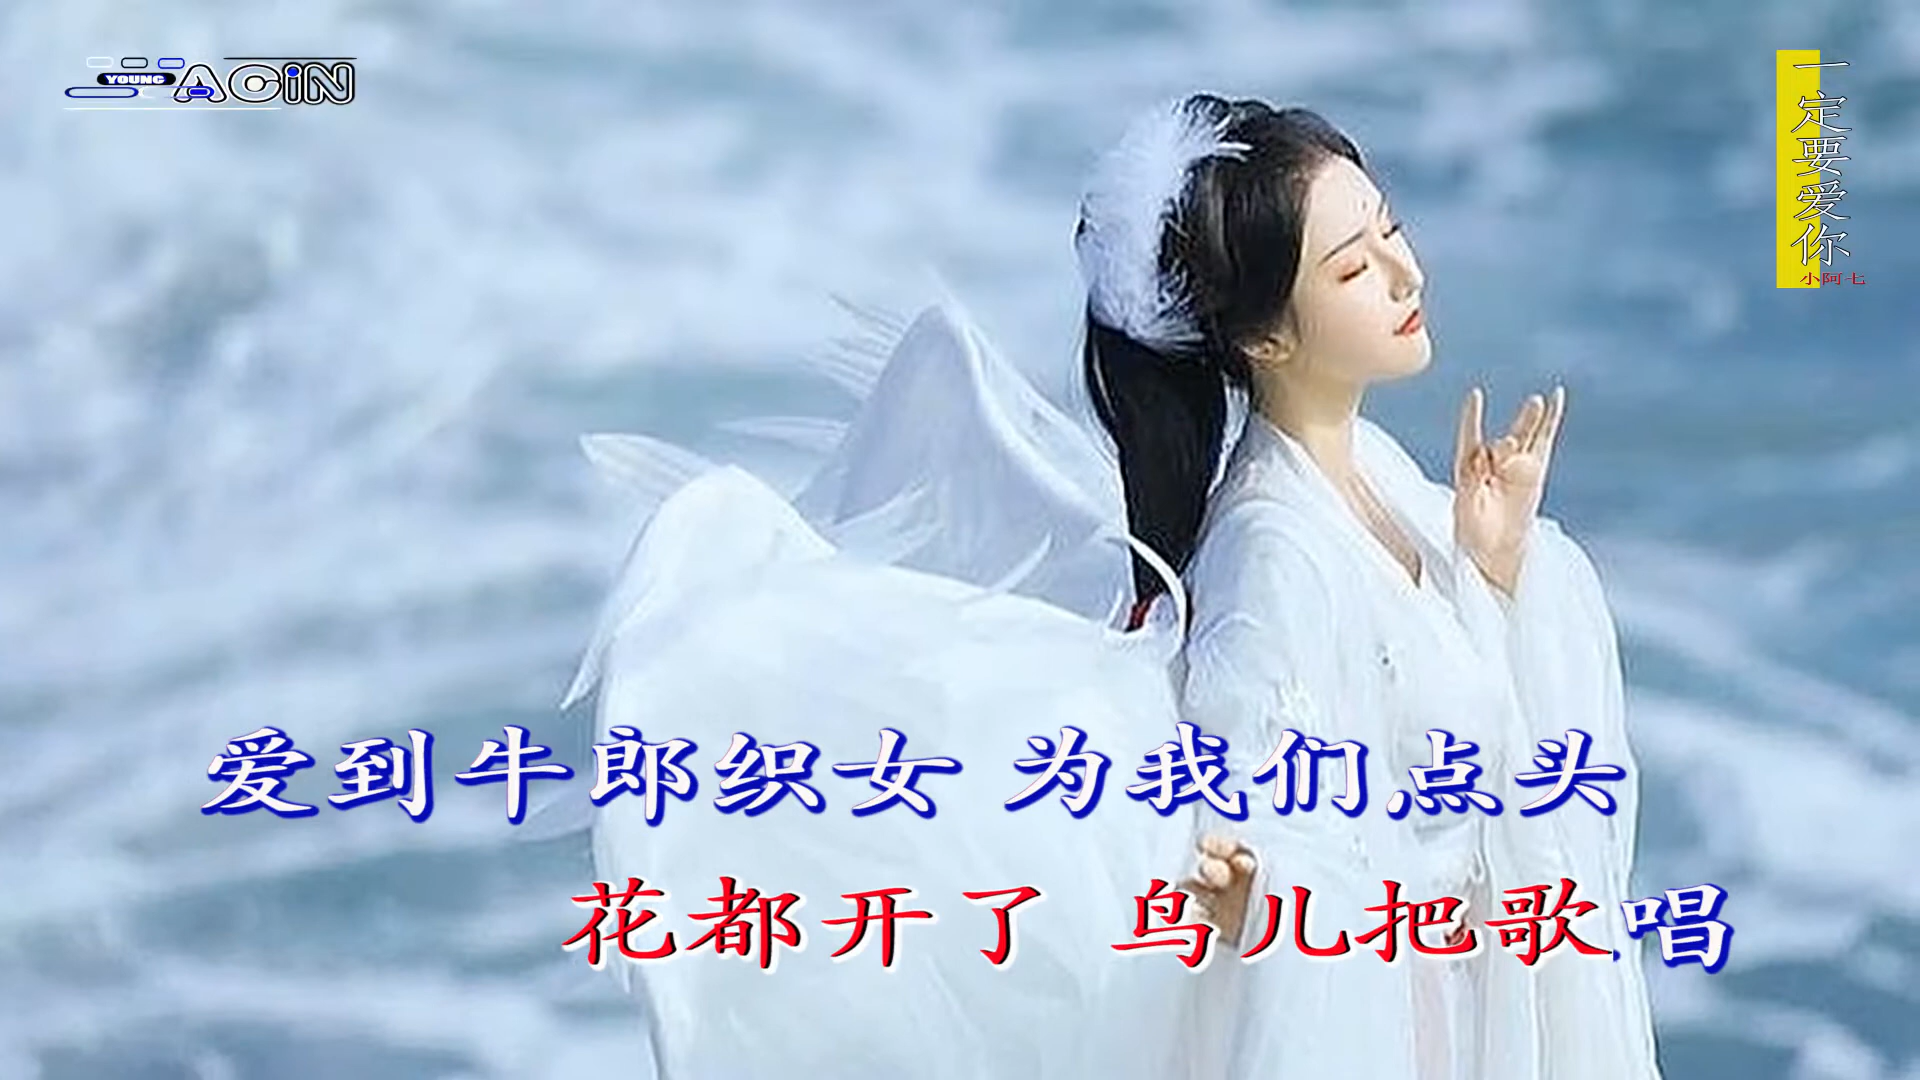 YOUNG
ACiN
一定要爱你
小阿七
爱到牛郎织女 为我们点头
花都开了 鸟儿把歌唱